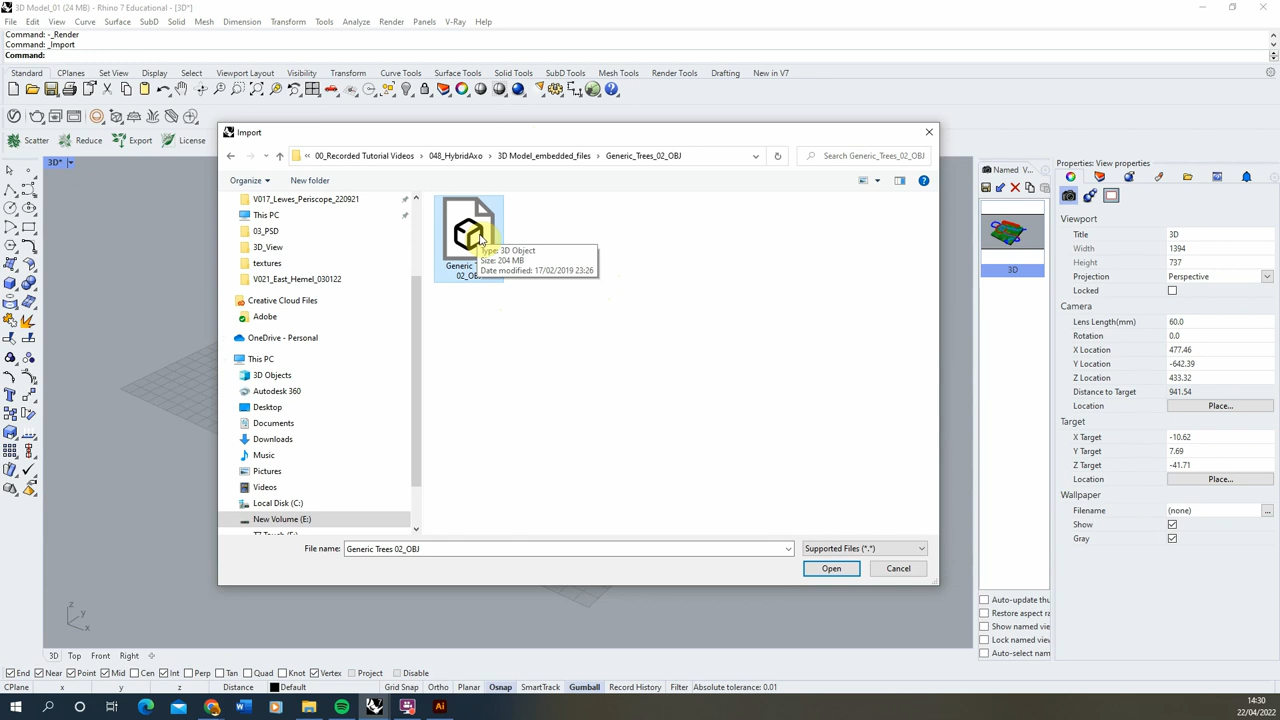 3D Model_01 (24 MB) - Rhino 7 Educational - [3D*]
File Edit View Curve Surface SubD Solid Mesh Dimension Transform Tools Analyze Render Panels V-Ray Help
Command: -_Render
Command: _Import
Command:
Standard CPlanes Set View Display Select Viewport Layout Visibility Transform Curve Tools Surface Tools Solid Tools SubD Tools Mesh Tools Render Tools Drafting New in V7
Scatter Reduce Export License
3D*
Import
« 00_Recorded Tutorial Videos › 048_HybridAxo › 3D Model_embedded_files › Generic_Trees_02_OBJ
Search Generic_Trees_02_OBJ
Organize New folder
V017_Lewes_Periscope_220921
This PC
03_PSD
3D_View
textures
V021_East_Hemel_030122
Creative Cloud Files
Adobe
OneDrive - Personal
This PC
3D Objects
Autodesk 360
Desktop
Documents
Downloads
Music
Pictures
Videos
Local Disk (C:)
New Volume (E:)
Generic
02_OBJ
Type: 3D Object
Size: 204 MB
Date modified: 17/02/2019 23:26
File name: Generic Trees 02_OBJ
Supported Files (*.*)
Open Cancel
Named V...
3D
Auto-update thu
Restore aspect ra
Show named view
Lock named view
Auto-select nam
Properties: View properties
Viewport
Title 3D
Width 1394
Height 737
Projection Perspective
Locked
Camera
Lens Length(mm) 60.0
Rotation 0.0
X Location 477.46
Y Location -642.39
Z Location 433.32
Distance to Target 941.54
Location Place...
Target
X Target -10.62
Y Target 7.69
Z Target -41.71
Location Place...
Wallpaper
Filename (none) ...
Show
Gray
z
y
x
3D Top Front Right
End Near Point Mid Cen Int Perp Tan Quad Knot Vertex Project Disable
CPlane x y z Distance Default Grid Snap Ortho Planar Osnap SmartTrack Gumball Record History Filter Absolute tolerance: 0.01
14:30
22/04/2022